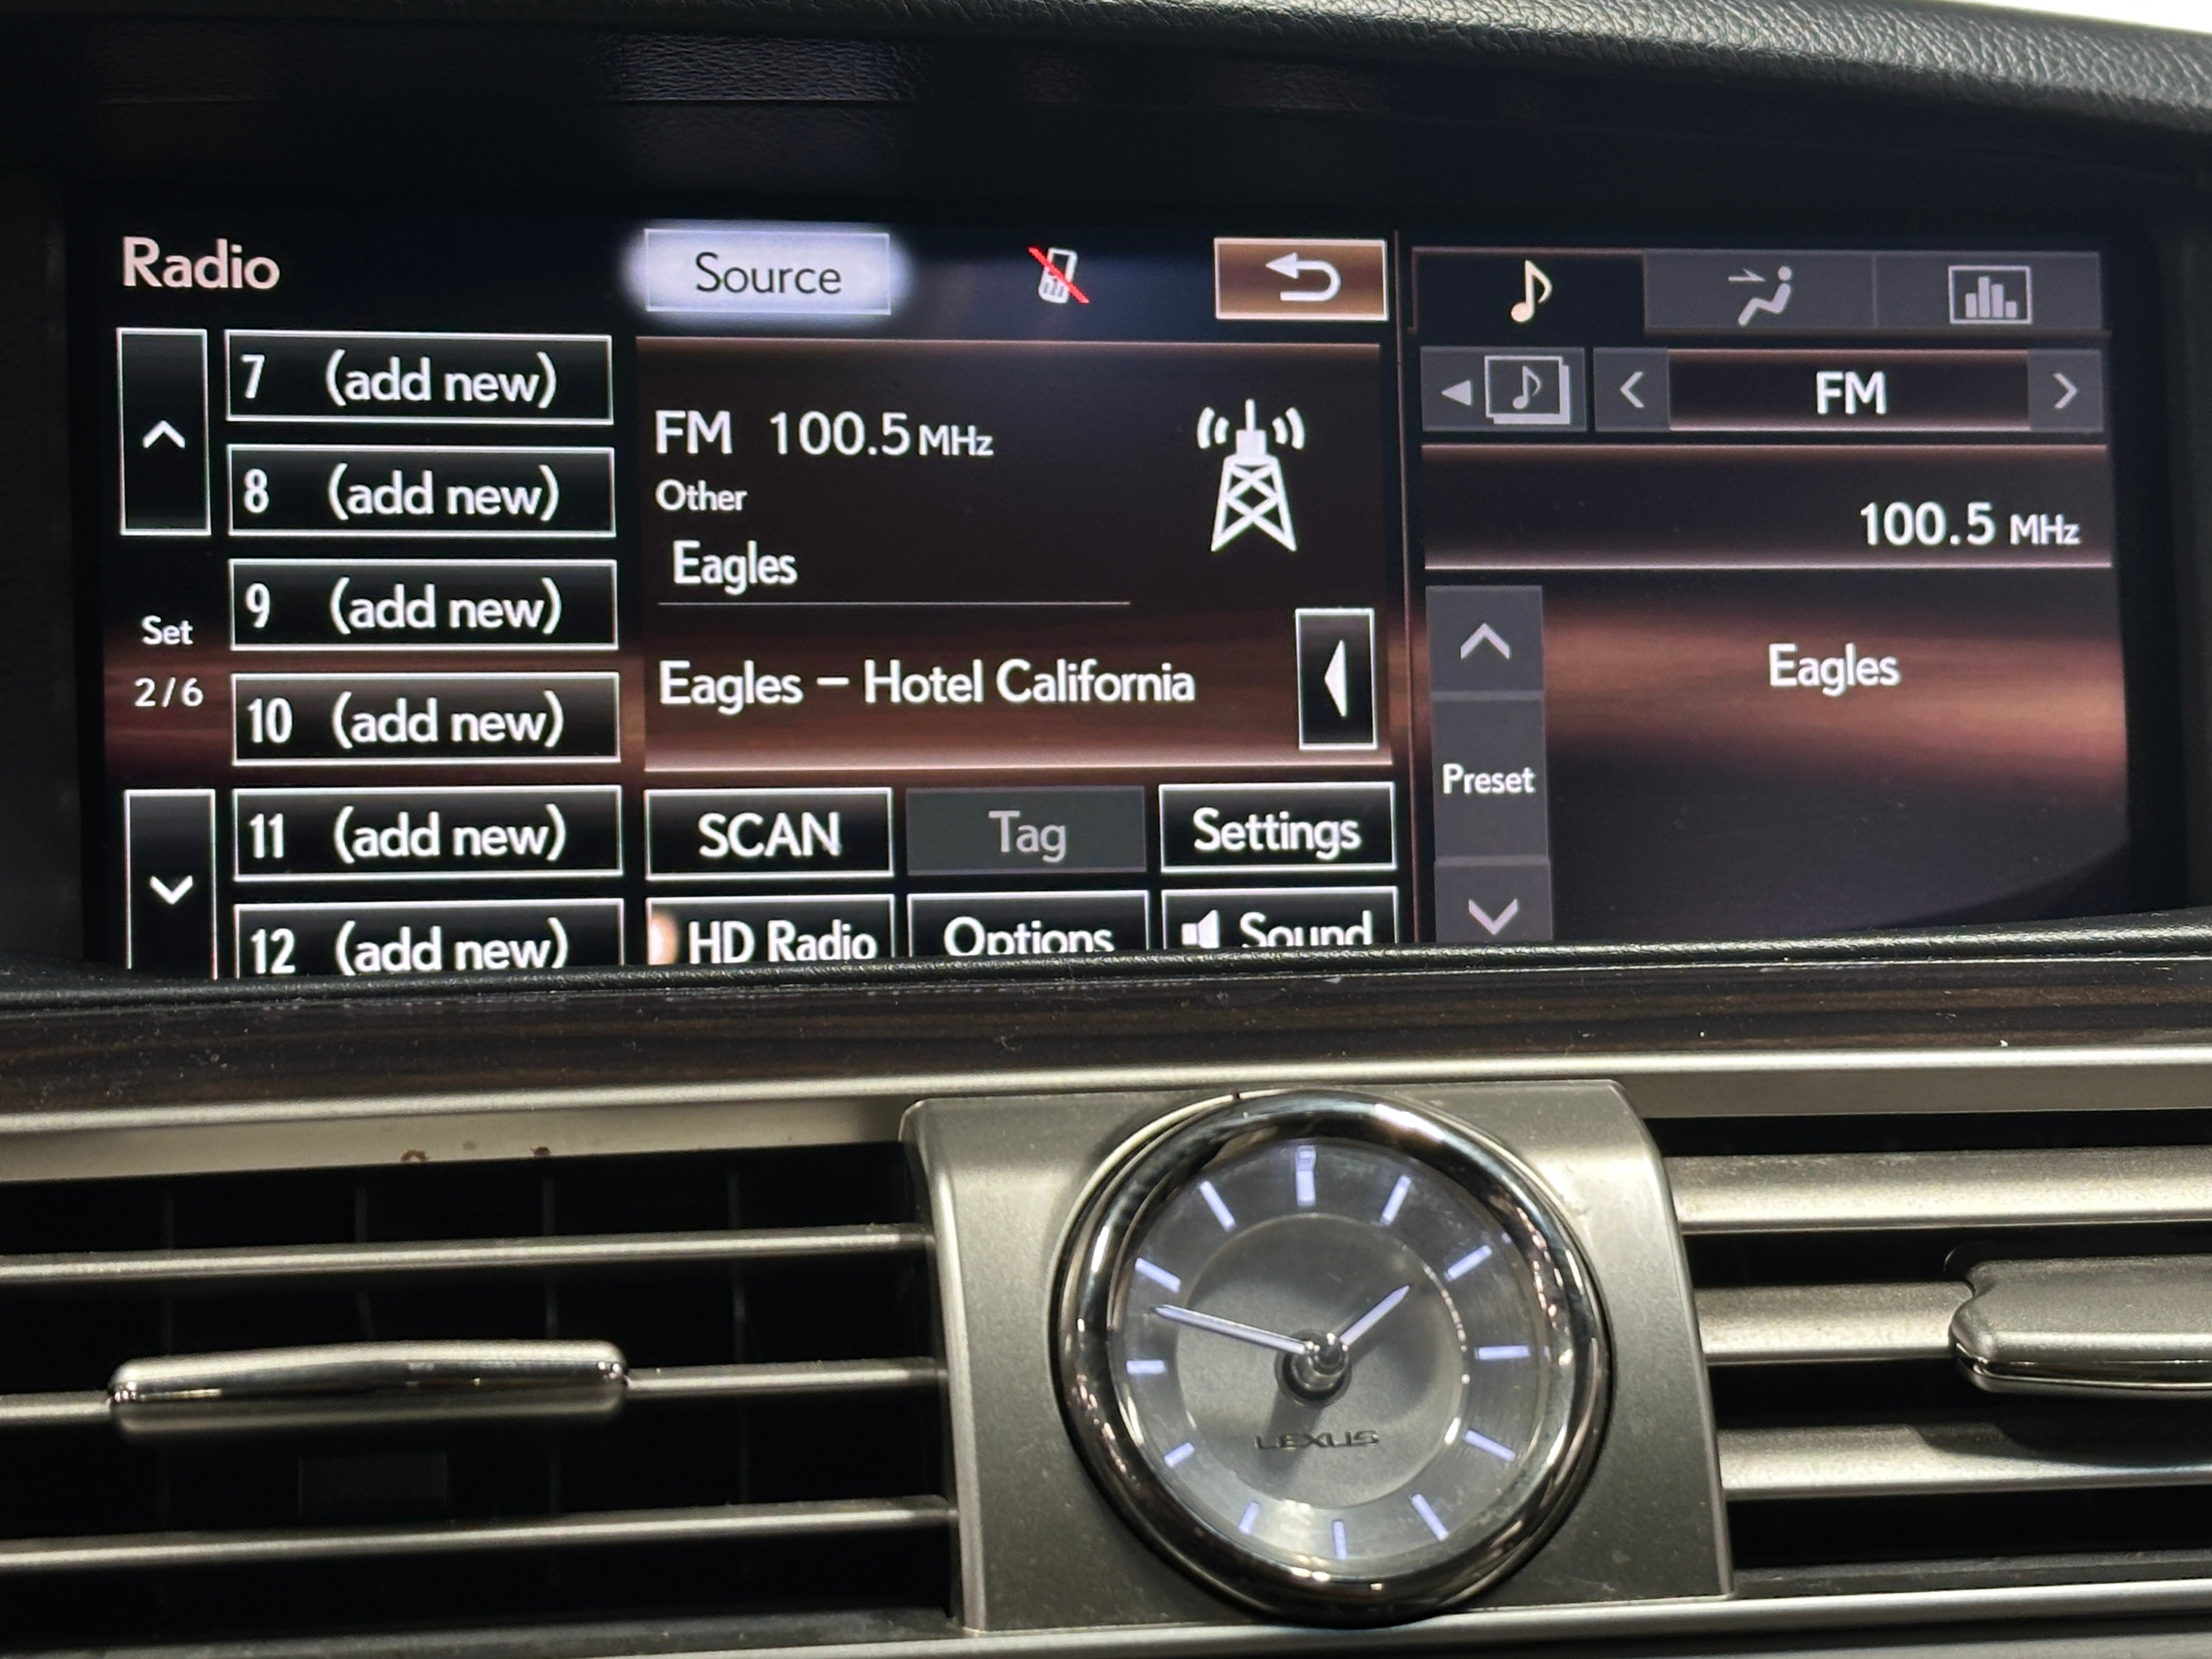 Radio
Source
7 (add new)
8 (add new)
9 (add new)
10 (add new)
11 (add new)
12 (add new)
Set
2/6
FM 100.5 MHz
Other
Eagles
Eagles – Hotel California
SCAN
Tag
Settings
HD Radio
Options
Sound
FM
100.5 MHz
Eagles
Preset
LEXUS